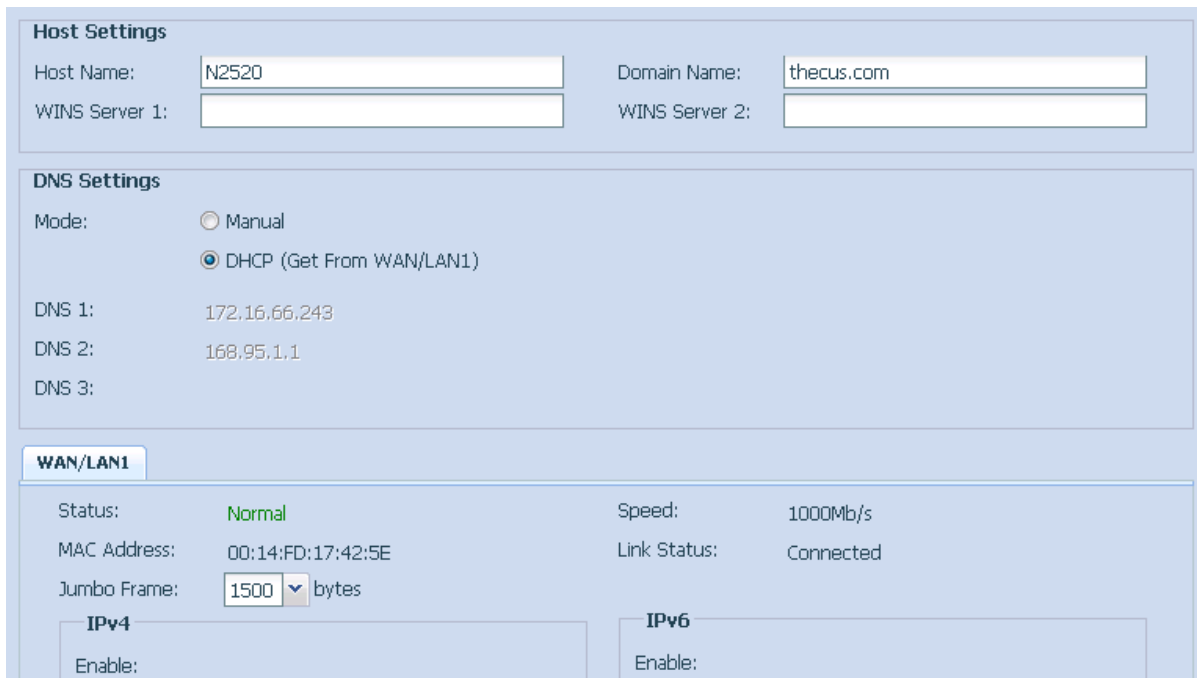 Host Settings
Host Name: N2520 Domain Name: thecus.com
WINS Server 1: WINS Server 2:
DNS Settings
Mode: Manual
DHCP (Get From WAN/LAN1)
DNS 1: 172.16.66.243
DNS 2: 168.95.1.1
DNS 3:
WAN/LAN1
Status: Normal Speed: 1000Mb/s
MAC Address: 00:14:FD:17:42:5E Link Status: Connected
Jumbo Frame: 1500 bytes
IPv4 IPv6
Enable: Enable: